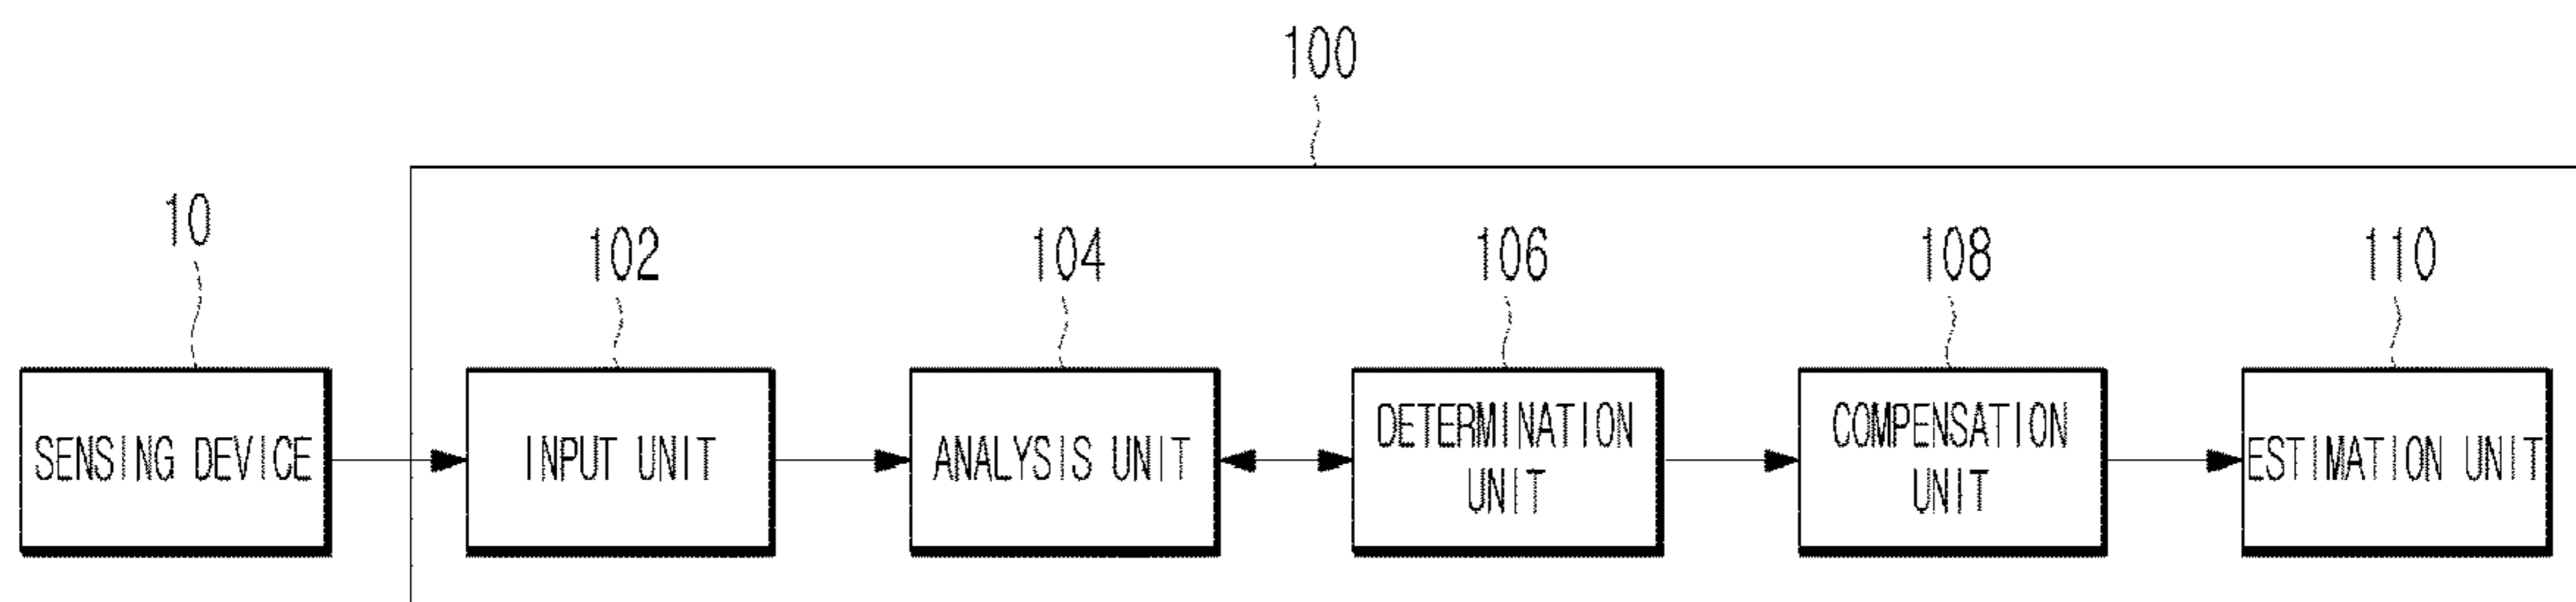 100
10
102
104
106
108
110
SENSING DEVICE
INPUT UNIT
ANALYSIS UNIT
DETERMINATION
UNIT
COMPENSATION
UNIT
ESTIMATION UNIT